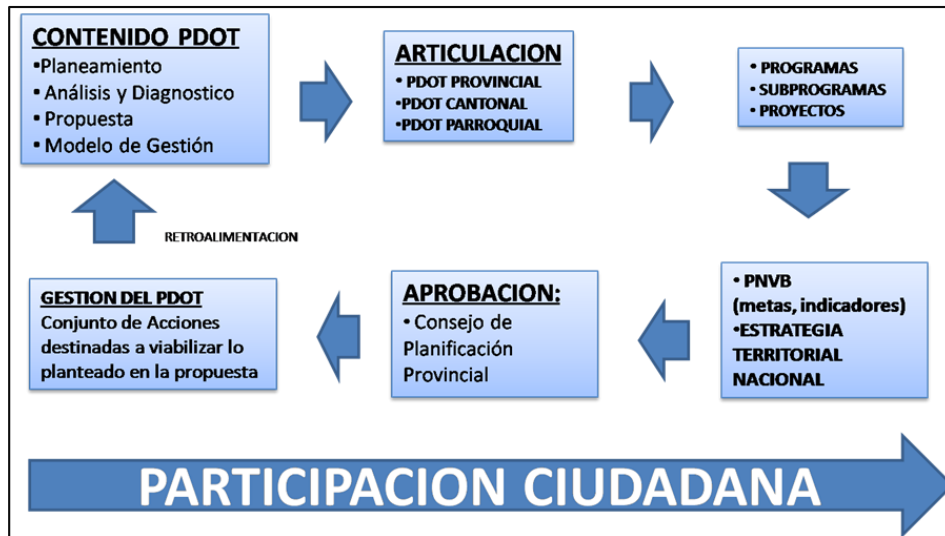 CONTENIDO PDOT
•Planeamiento
• Análisis y Diagnostico
• Propuesta
• Modelo de Gestión
ARTICULACION
• PDOT PROVINCIAL
•PDOT CANTONAL
•PDOT PARROQUIAL
• PROGRAMAS
• SUBPROGRAMAS
• PROYECTOS
RETROALIMENTACION
GESTION DEL PDOT
Conjunto de Acciones
destinadas a viabilizar lo
planteado en la propuesta
APROBACION:
• Consejo de
Planificación
Provincial
• PNVB
(metas, indicadores)
•ESTRATEGIA
TERRITORIAL
NACIONAL
PARTICIPACION CIUDADANA